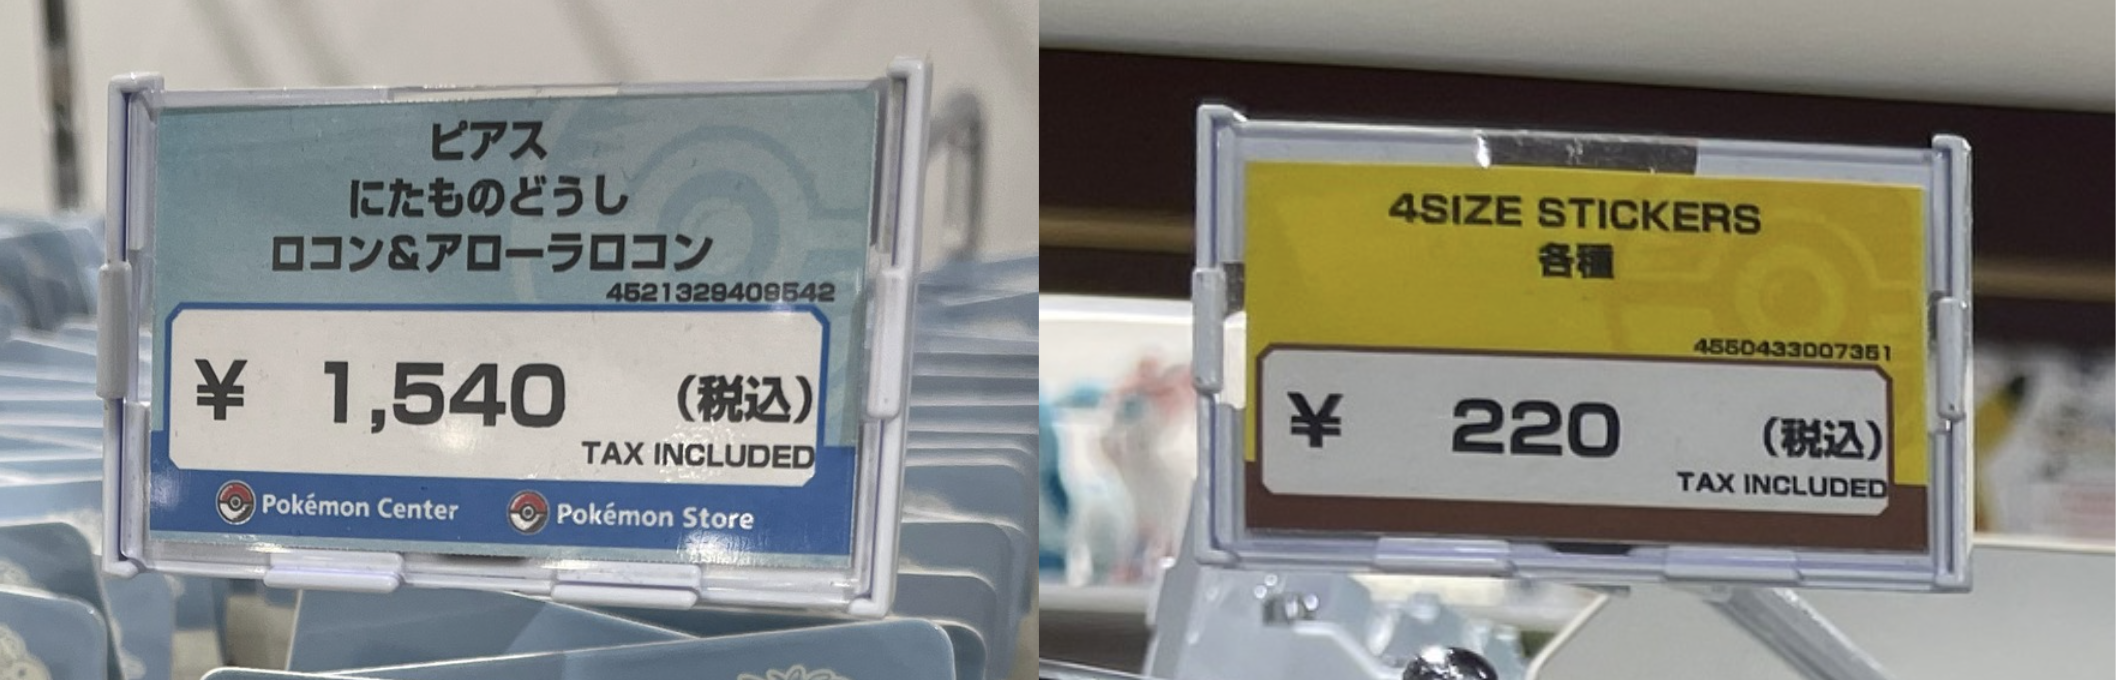 ピアス
にたものどうし
ロコン&アローラロコン
4521329409542
¥ 1,540 (税込)
TAX INCLUDED
Pokémon Center Pokémon Store
4SIZE STICKERS
各種
4550433007351
¥ 220 (税込)
TAX INCLUDED